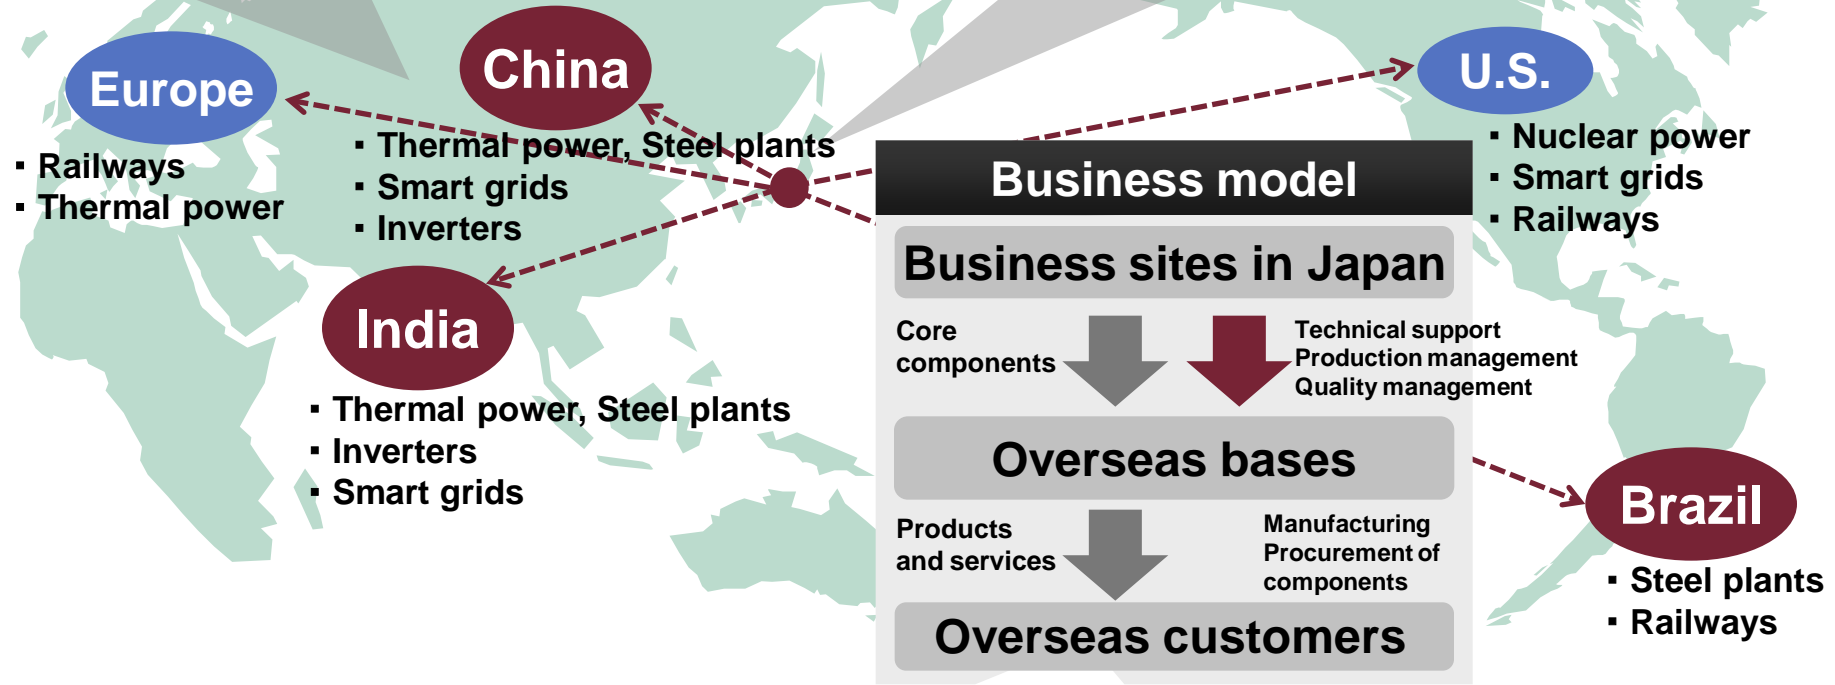 Europe
▪ Railways
▪ Thermal power
China
▪ Thermal power, Steel plants
▪ Smart grids
▪ Inverters
India
▪ Thermal power, Steel plants
▪ Inverters
▪ Smart grids
U.S.
▪ Nuclear power
▪ Smart grids
▪ Railways
Business model
Business sites in Japan
Core
components
Technical support
Production management
Quality management
Overseas bases
Products
and services
Manufacturing
Procurement of
components
Overseas customers
Brazil
▪ Steel plants
▪ Railways